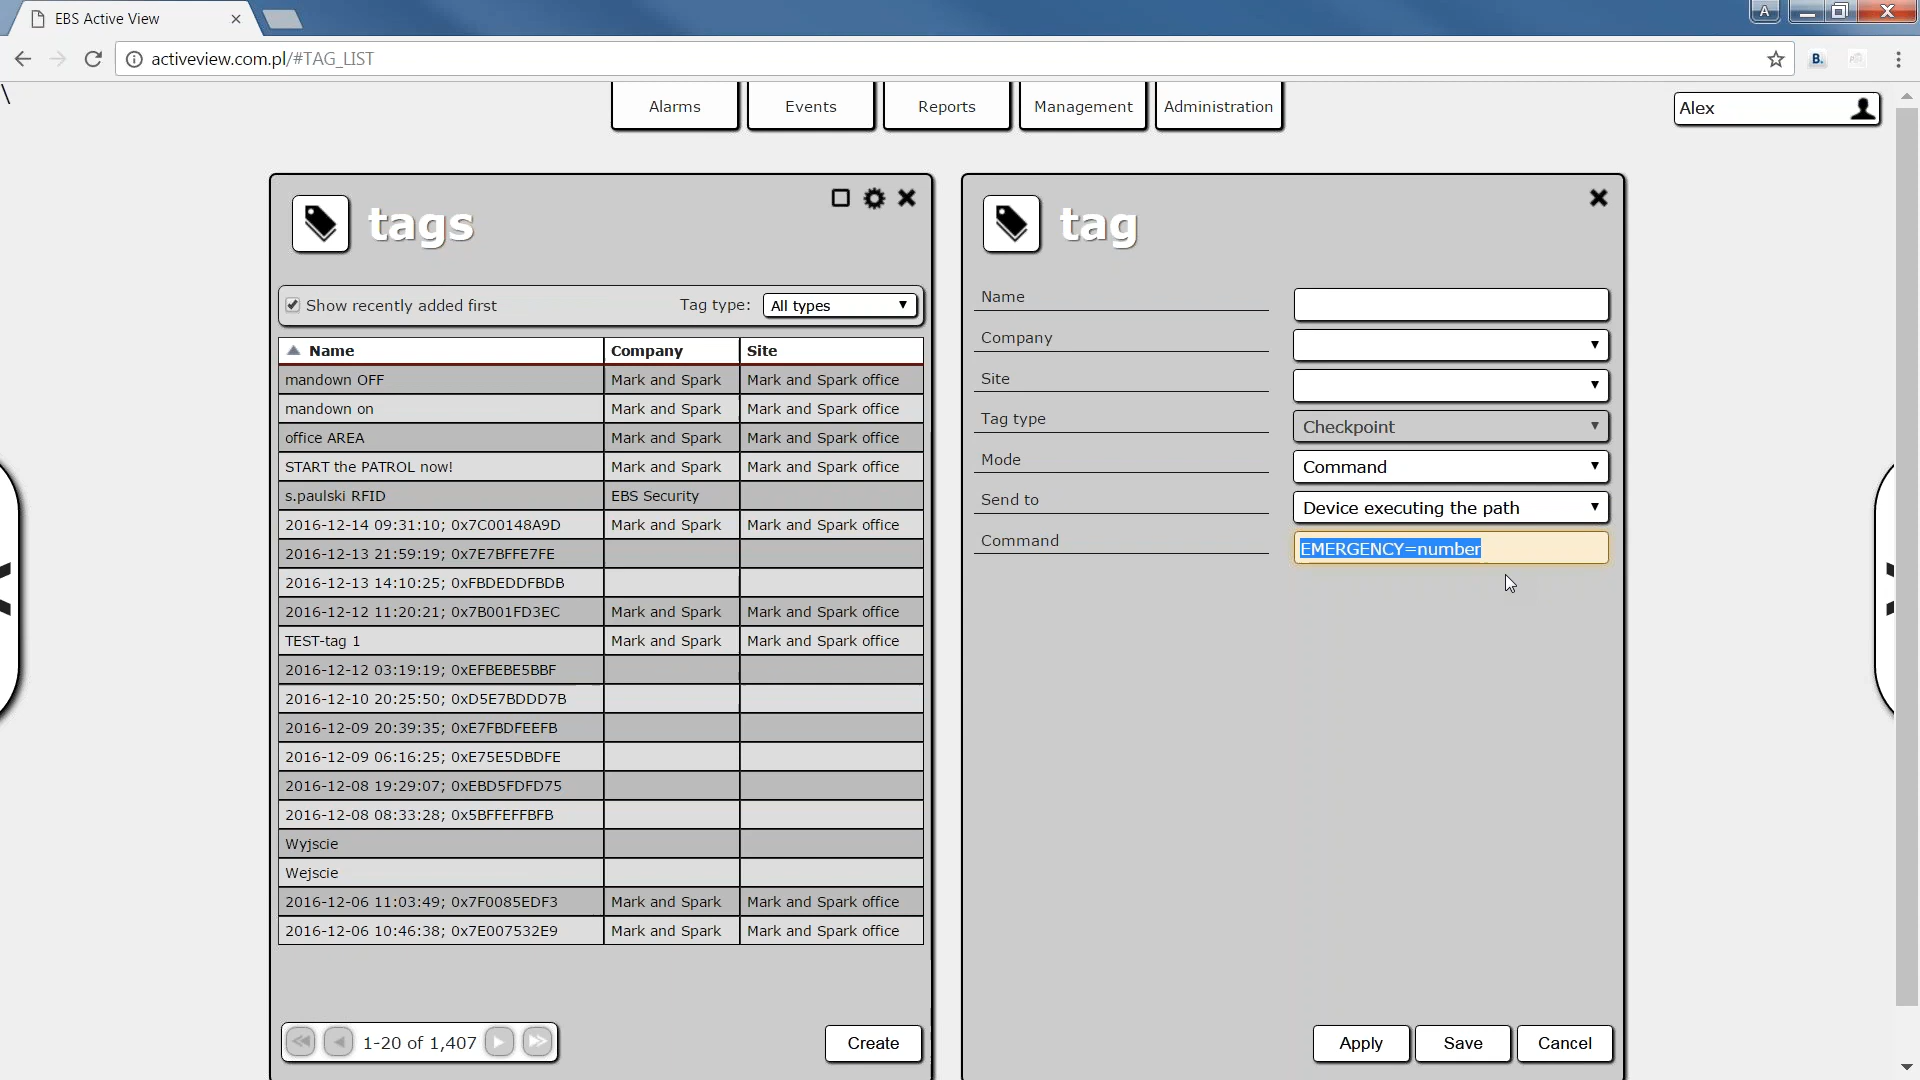 EBS Active View
A
activeview.com.pl/#TAG_LIST
B.
\
Alarms
Events
Reports
Management
Administration
Alex
tags
Show recently added first
Tag type:
All types
Name Company Site
mandown OFF Mark and Spark Mark and Spark office
mandown on Mark and Spark Mark and Spark office
office AREA Mark and Spark Mark and Spark office
START the PATROL now! Mark and Spark Mark and Spark office
s.paulski RFID EBS Security
2016-12-14 09:31:10; 0x7C00148A9D Mark and Spark Mark and Spark office
2016-12-13 21:59:19; 0x7E7BFFE7FE
2016-12-13 14:10:25; 0xFBDEDDFBDB
2016-12-12 11:20:21; 0x7B001FD3EC Mark and Spark Mark and Spark office
TEST-tag 1 Mark and Spark Mark and Spark office
2016-12-12 03:19:19; 0xEFBEBE5BBF
2016-12-10 20:25:50; 0xD5E7BDDD7B
2016-12-09 20:39:35; 0xE7FBDFEEFB
2016-12-09 06:16:25; 0xE75E5DBDFE
2016-12-08 19:29:07; 0xEBD5FDFD75
2016-12-08 08:33:28; 0x5BFFEFFBFB
Wyjscie
Wejscie
2016-12-06 11:03:49; 0x7F0085EDF3 Mark and Spark Mark and Spark office
2016-12-06 10:46:38; 0x7E007532E9 Mark and Spark Mark and Spark office
1-20 of 1,407
Create
tag
Name
Company
Site
Tag type Checkpoint
Mode Command
Send to Device executing the path
Command EMERGENCY=number
Apply
Save
Cancel